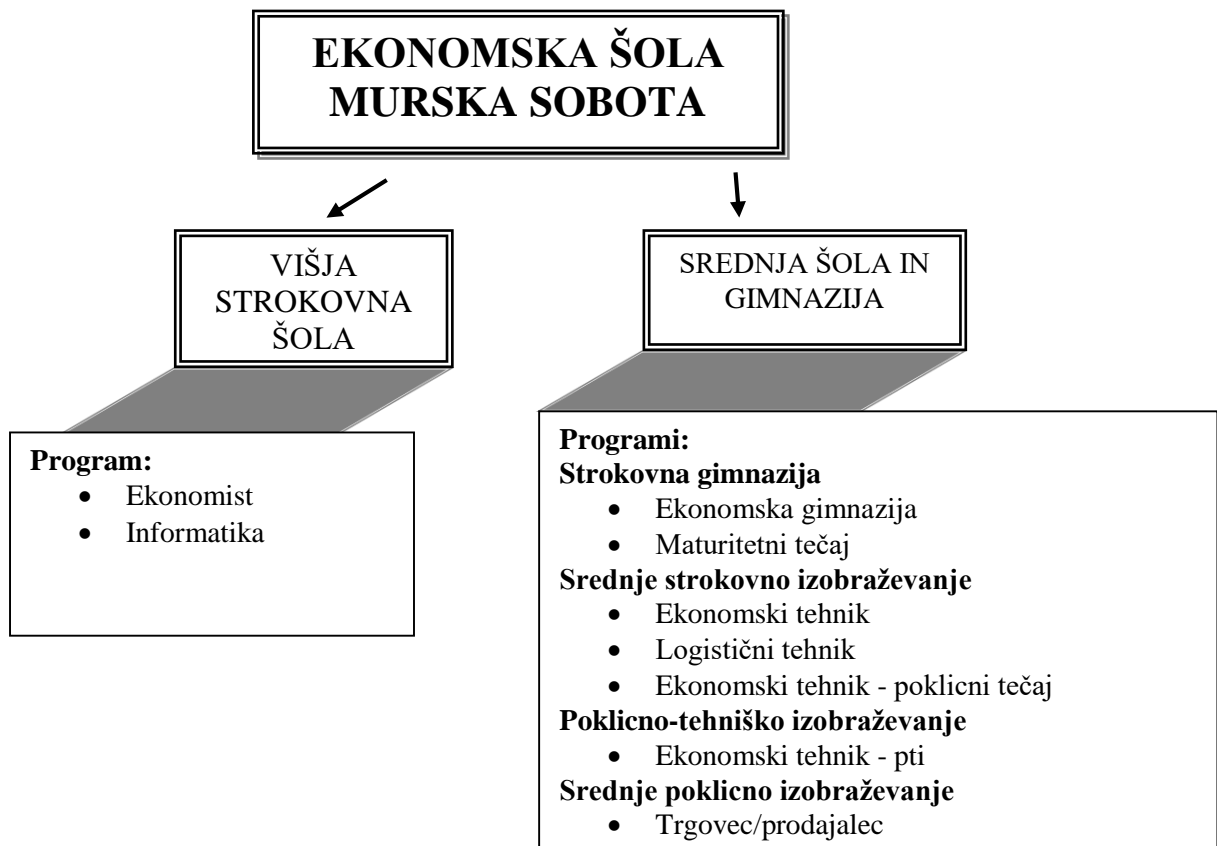 EKONOMSKA ŠOLA
MURSKA SOBOTA
VIŠJA
STROKOVNA
ŠOLA
SREDNJA ŠOLA IN
GIMNAZIJA
Program:
• Ekonomist
• Informatika
Programi:
Strokovna gimnazija
• Ekonomska gimnazija
• Maturitetni tečaj
Srednje strokovno izobraževanje
• Ekonomski tehnik
• Logistični tehnik
• Ekonomski tehnik - poklicni tečaj
Poklicno-tehniško izobraževanje
• Ekonomski tehnik - pti
Srednje poklicno izobraževanje
• Trgovec/prodajalec